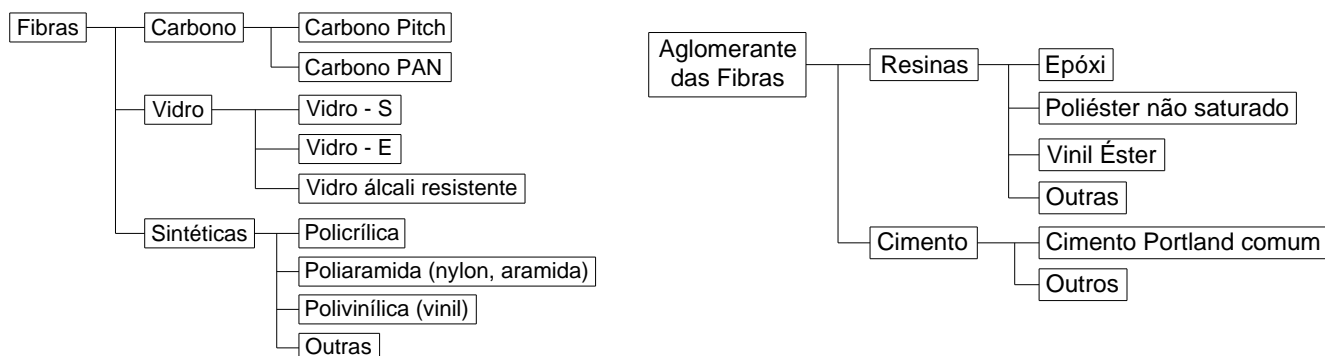 Fibras
Carbono
Carbono Pitch
Carbono PAN
Vidro
Vidro - S
Vidro - E
Vidro álcali resistente
Sintéticas
Policrílica
Poliaramida (nylon, aramida)
Polivinílica (vinil)
Outras
Aglomerante
das Fibras
Resinas
Epóxi
Poliéster não saturado
Vinil Éster
Outras
Cimento
Cimento Portland comum
Outros